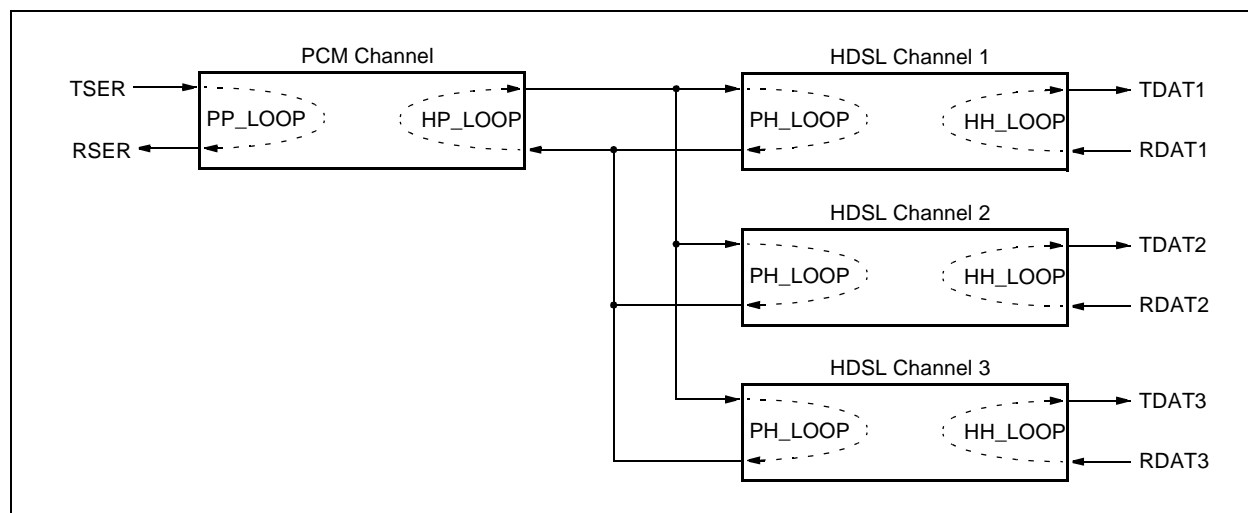 PCM Channel
TSER
PP_LOOP
HP_LOOP
RSER
HDSL Channel 1
PH_LOOP
HH_LOOP
TDAT1
RDAT1
HDSL Channel 2
PH_LOOP
HH_LOOP
TDAT2
RDAT2
HDSL Channel 3
PH_LOOP
HH_LOOP
TDAT3
RDAT3